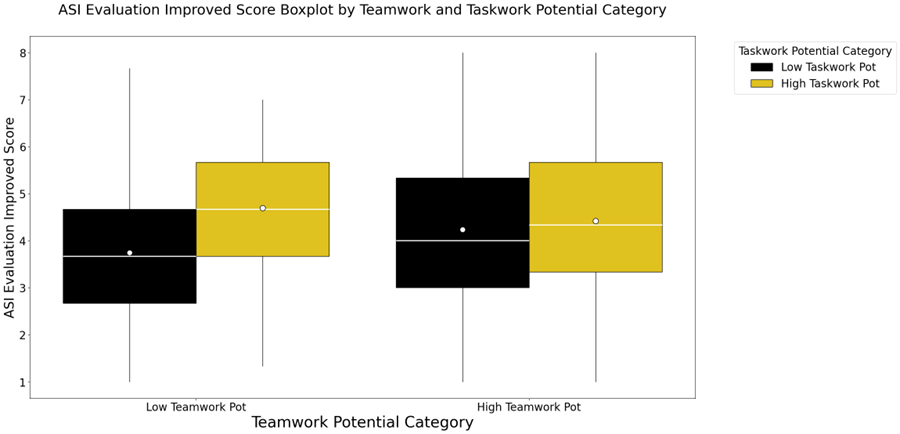 ASI Evaluation Improved Score Boxplot by Teamwork and Taskwork Potential Category
Taskwork Potential Category
Low Taskwork Pot
High Taskwork Pot
ASI Evaluation Improved Score
8
7
6
5
4
3
2
1
Low Teamwork Pot
High Teamwork Pot
Teamwork Potential Category